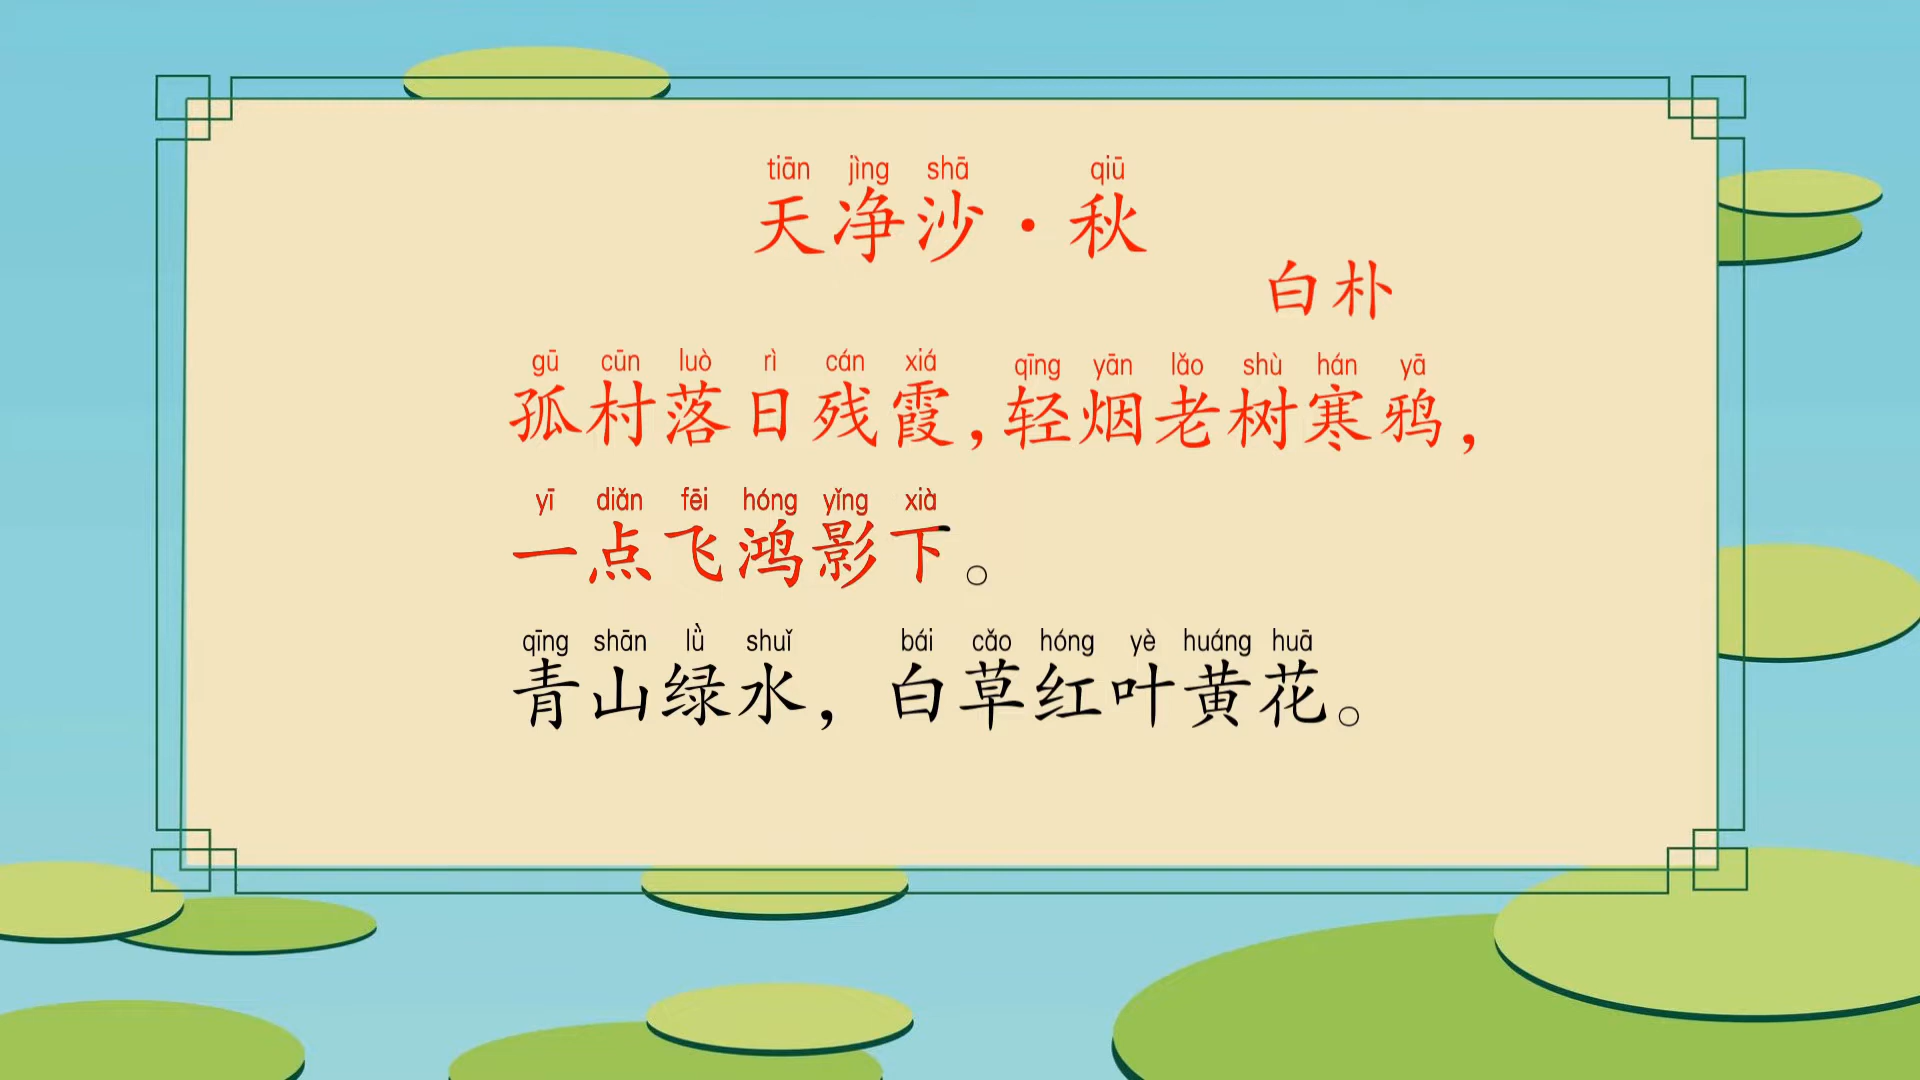 tiān jìng shā qiū
天净沙·秋
白朴
gū cūn luò rì cán xiá qīng yān lǎo shù hán yā
孤村落日残霞，轻烟老树寒鸦，
yī diǎn fēi hóng yǐng xià
一点飞鸿影下。
qīng shān lǜ shuǐ bái cǎo hóng yè huáng huā
青山绿水，白草红叶黄花。